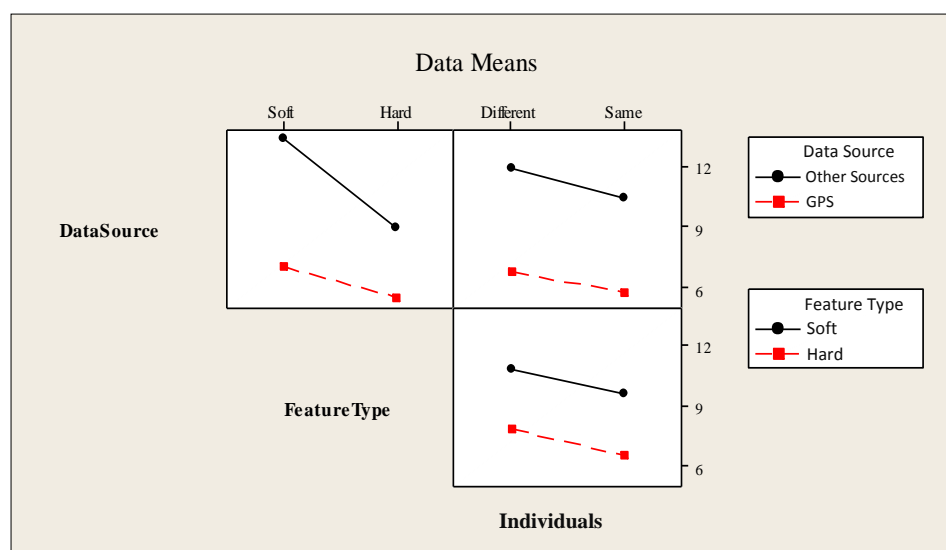 Data Means
Soft Hard Different Same
12
9
6
DataSource
Data Source
Other Sources
GPS
12
9
6
FeatureType
Feature Type
Soft
Hard
Individuals